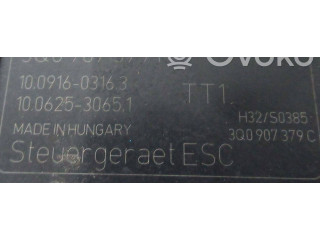 Ovoko
10.0916-0316.3
10.0625-3065.1
TT1
H32/S0385
MADE IN HUNGARY
3Q0 907 379 C
Steuergeraet ESC